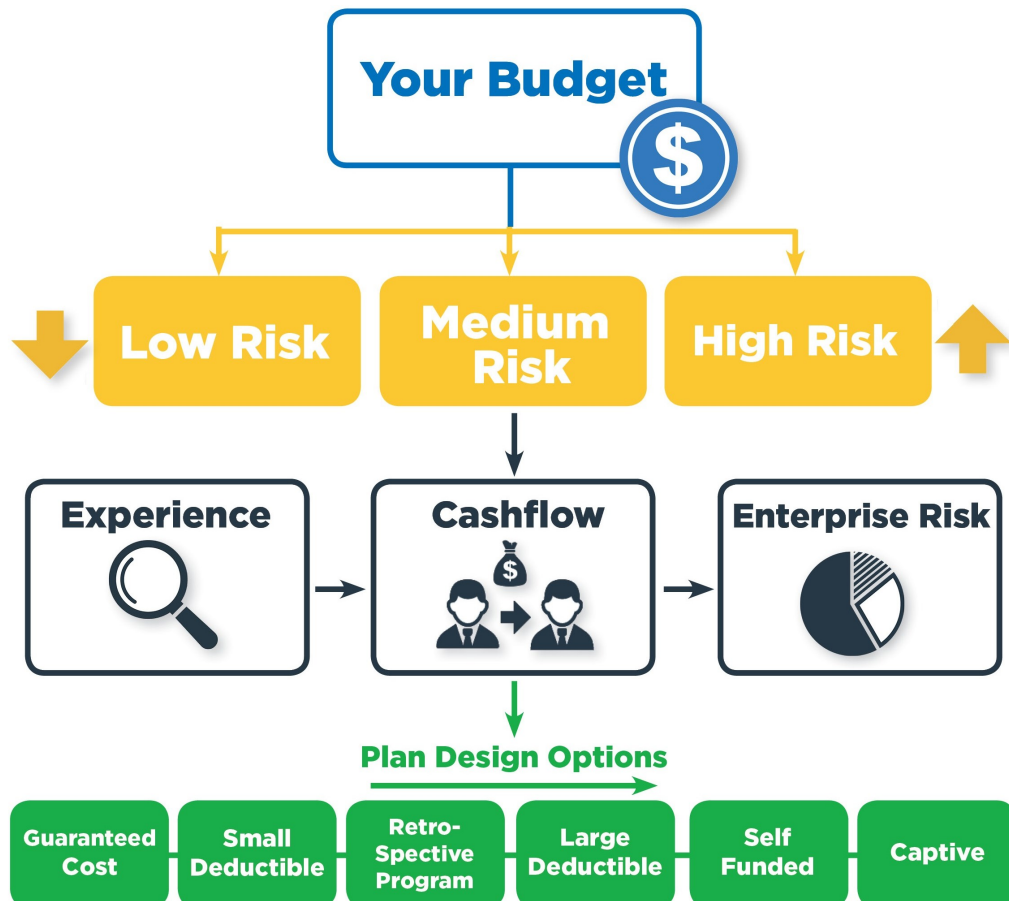 Your Budget
$
Low Risk
Medium
Risk
High Risk
Experience
Cashflow
$
Enterprise Risk
Plan Design Options
Guaranteed
Cost
Small
Deductible
Retro-
Spective
Program
Large
Deductible
Self
Funded
Captive